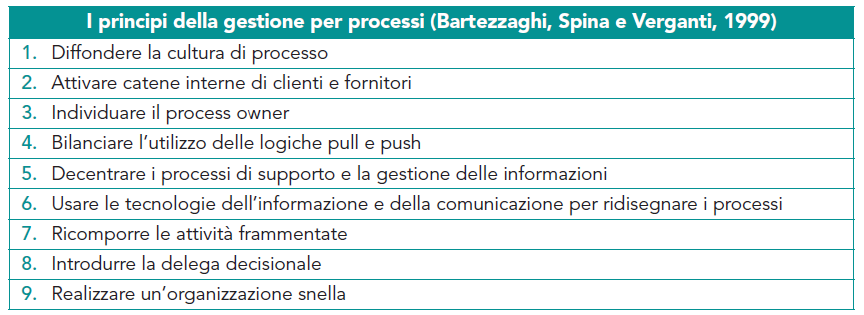 I principi della gestione per processi (Bartezzaghi, Spina e Verganti, 1999)
1. Diffondere la cultura di processo
2. Attivare catene interne di clienti e fornitori
3. Individuare il process owner
4. Bilanciare l’utilizzo delle logiche pull e push
5. Decentrare i processi di supporto e la gestione delle informazioni
6. Usare le tecnologie dell’informazione e della comunicazione per ridisegnare i processi
7. Ricomporre le attività frammentate
8. Introdurre la delega decisionale
9. Realizzare un’organizzazione snella